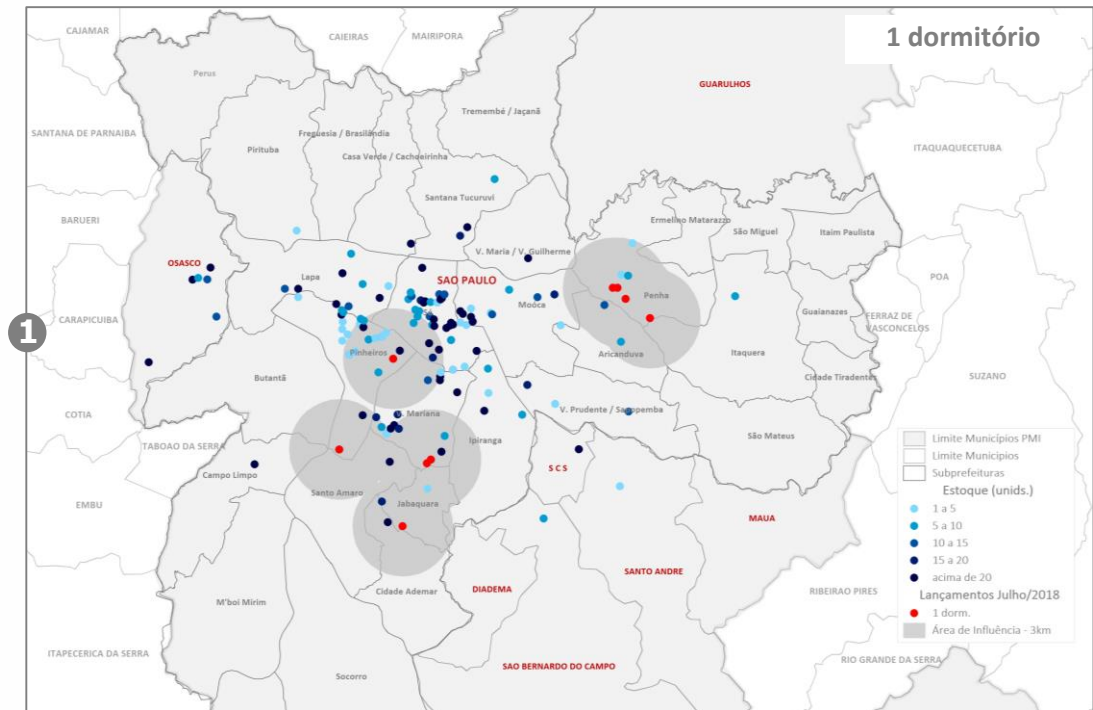 1 dormitório
CAJAMAR
CAIEIRAS
MAIRIPORA
Perus
GUARULHOS
Tremembé / Jaçanã
SANTANA DE PARNAIBA
Freguesia / Brasilândia
Pirituba
Casa Verde / Cachoeirinha
ITAQUAQUECETUBA
Santana Tucuruvi
BARUERI
Ermelino Matarazzo
São Miguel
Itaim Paulista
V. Maria / V. Guilherme
OSASCO
Lapa
SAO PAULO
POA
Moóca
Penha
Guaianazes
CARAPICUIBA
FERRAZ DE
VASCONCELOS
1
Pinheiros
Aricanduva
Itaquera
Butantã
Cidade Tiradentes
SUZANO
COTIA
V. Mariana
V. Prudente / Sapopemba
TABOAO DA SERRA
Ipiranga
São Mateus
Campo Limpo
S C S
EMBU
Santo Amaro
Jabaquara
MAUA
SANTO ANDRE
DIADEMA
Cidade Ademar
M'boi Mirim
RIBEIRAO PIRES
ITAPECERICA DA SERRA
SAO BERNARDO DO CAMPO
RIO GRANDE DA SERRA
Socorro
Limite Municípios PMI
Limite Municípios
Subprefeituras
Estoque (unids.)
1 a 5
5 a 10
10 a 15
15 a 20
acima de 20
Lançamentos Julho/2018
1 dorm.
Área de Influência - 3km